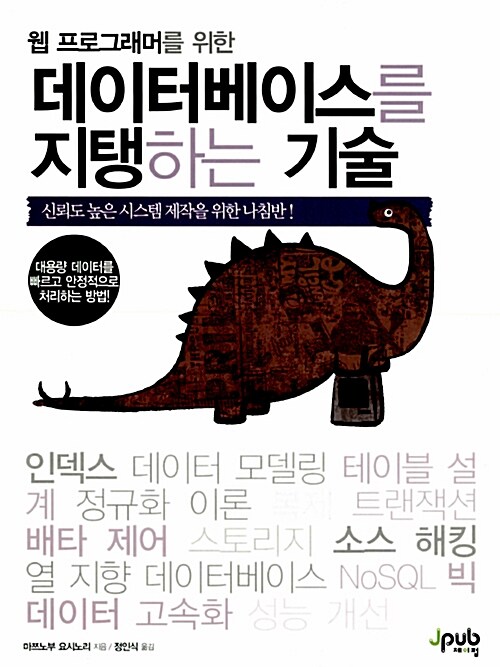 웹 프로그래머를 위한
데이터베이스를
지탱하는 기술
신뢰도 높은 시스템 제작을 위한 나침반!
대용량 데이터를
빠르고 안정적으로
처리하는 방법!
인덱스 데이터 모델링 테이블 설
계 정규화 이론 복제 트랜잭션
배타 제어 스토리지 소스 해킹
열 지향 데이터베이스 NoSQL 빅
데이터 고속화 성능 개선
마쯔노부 요시노리 지음 / 정인식 옮김
Jpub